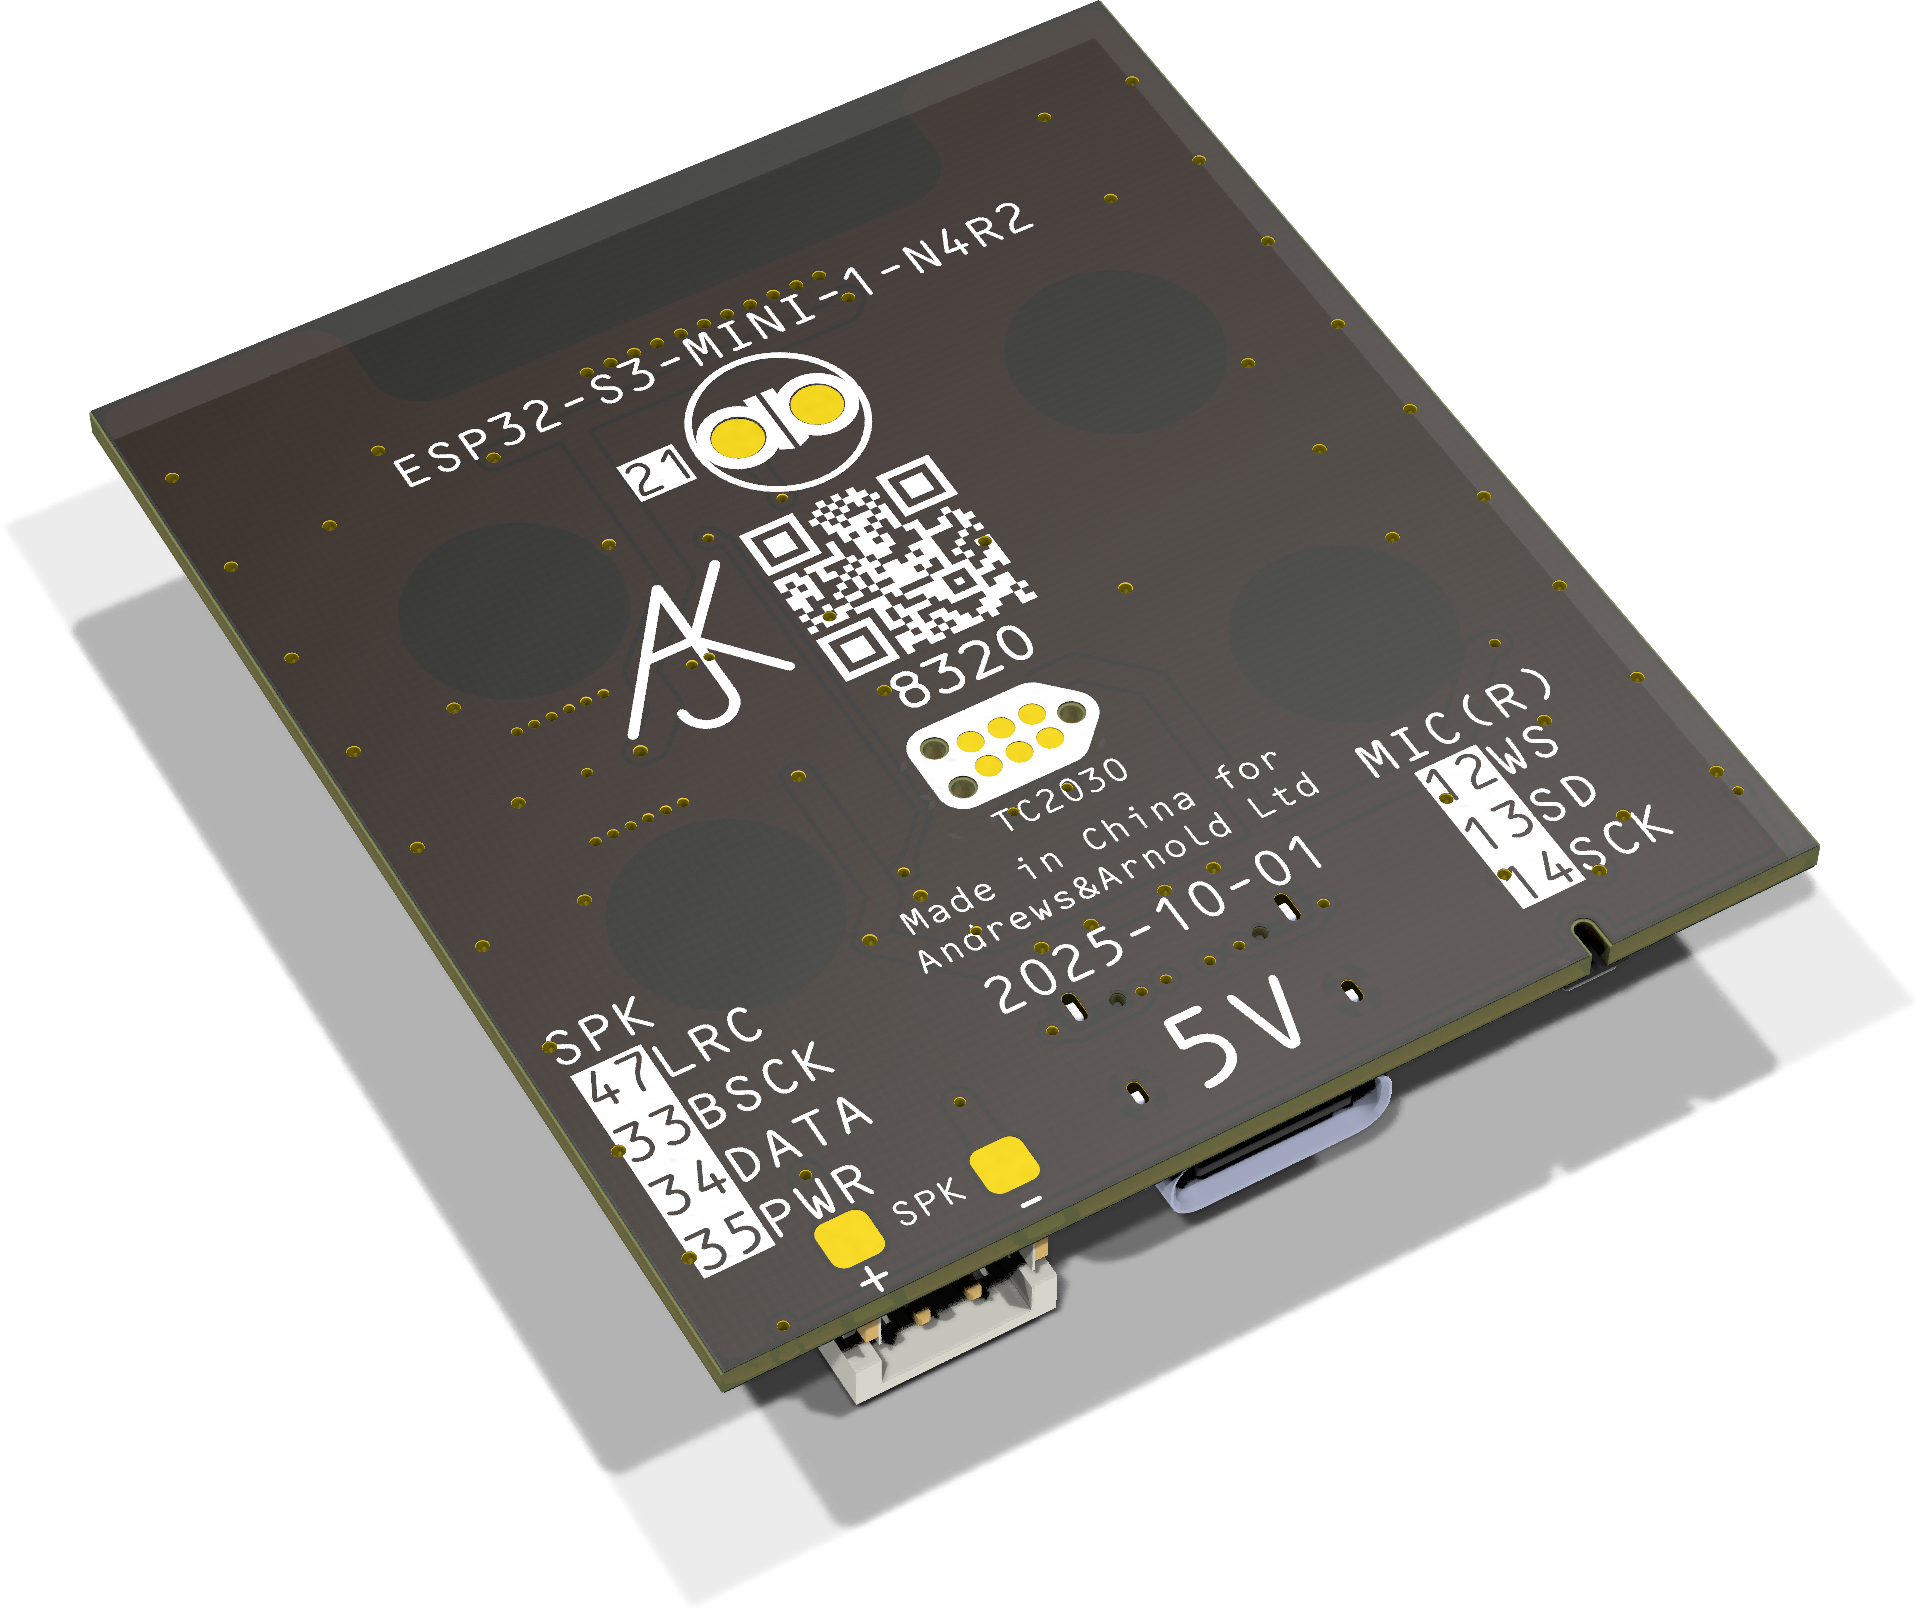 ESP32-S3-MINI-1-N4R2
21
AJK
8320
TC2030
Made in China for
Andrews&Arnold Ltd
2025-10-01
5V
MIC(R)
12WS
13SD
14SCK
SPK
47LRC
33BSCK
34DATA
35PWR
SPK
-
+